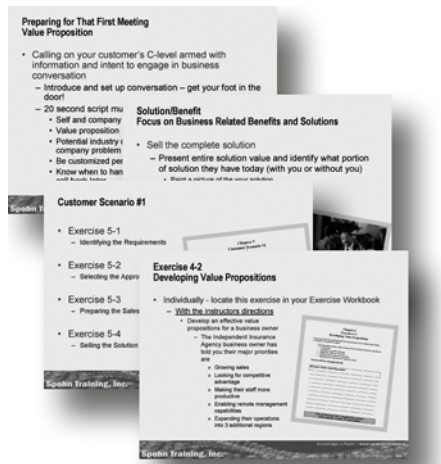 Preparing for That First Meeting
Value Proposition
• Calling on your customer's C-level armed with
information and intent to engage in business
conversation
– Introduce and set up conversation – get your foot in the
door!
– 20 second script mu
• Self and company
• Value proposition
• Potential industry
company problem
• Be customized per
• Know when to han
Solution/Benefit
Focus on Business Related Benefits and Solutions
• Sell the complete solution
– Present entire solution value and identify what portion
of solution they have today (with you or without you)
• Paint a picture of the your solution
Customer Scenario #1
• Exercise 5-1
– Identifying the Requirements
• Exercise 5-2
– Selecting the Appro
• Exercise 5-3
– Preparing the Sales
• Exercise 5-4
– Selling the Solution
Spohn Training, Inc.
Exercise 4-2
Developing Value Propositions
• Individually - locate this exercise in your Exercise Workbook
– With the instructors directions
• Develop an effective value
propositions for a business owner
– The Independent Insurance
Agency business owner has
told you their major priorities
are
» Growing sales
» Looking for competitive
advantage
» Making their staff more
productive
» Enabling remote management
capabilities
» Expanding their operations
into 3 additional regions
Spohn Training, Inc.